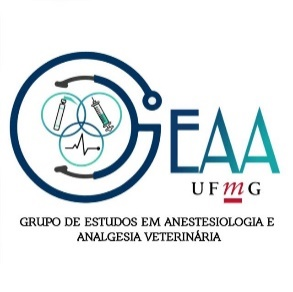 GEAA
UFmG
GRUPO DE ESTUDOS EM ANESTESIOLOGIA E
ANALGESIA VETERINÁRIA